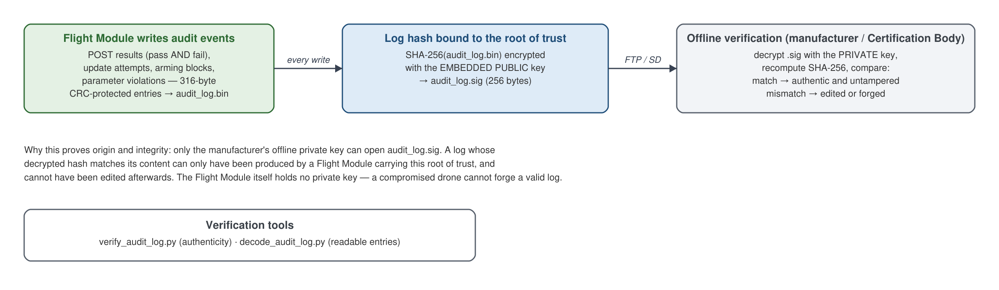 Flight Module writes audit events
POST results (pass AND fail),
update attempts, arming blocks,
parameter violations — 316-byte
CRC-protected entries → audit_log.bin
every write
Log hash bound to the root of trust
SHA-256(audit_log.bin) encrypted
with the EMBEDDED PUBLIC key
→ audit_log.sig (256 bytes)
FTP / SD
Offline verification (manufacturer / Certification Body)
decrypt .sig with the PRIVATE key,
recompute SHA-256, compare:
match → authentic and untampered
mismatch → edited or forged
Why this proves origin and integrity: only the manufacturer's offline private key can open audit_log.sig. A log whose
decrypted hash matches its content can only have been produced by a Flight Module carrying this root of trust, and
cannot have been edited afterwards. The Flight Module itself holds no private key — a compromised drone cannot forge a valid log.
Verification tools
verify_audit_log.py (authenticity) · decode_audit_log.py (readable entries)